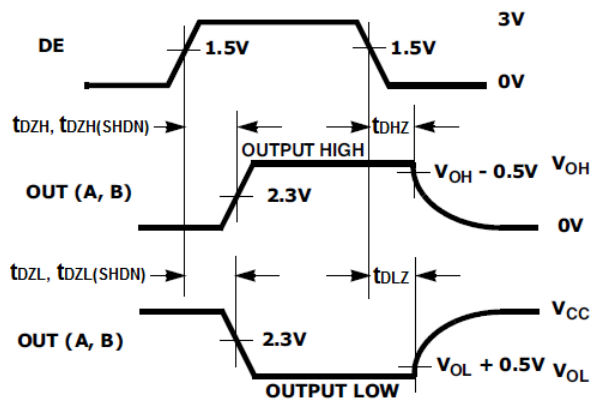 3V
DE
1.5V
1.5V
0V
tDZH, tDZH(SHDN)
tDHZ
OUTPUT HIGH
VOH - 0.5V
VOH
OUT (A, B)
2.3V
0V
tDZL, tDZL(SHDN)
tDLZ
VCC
OUT (A, B)
2.3V
VOL + 0.5V
VOL
OUTPUT LOW